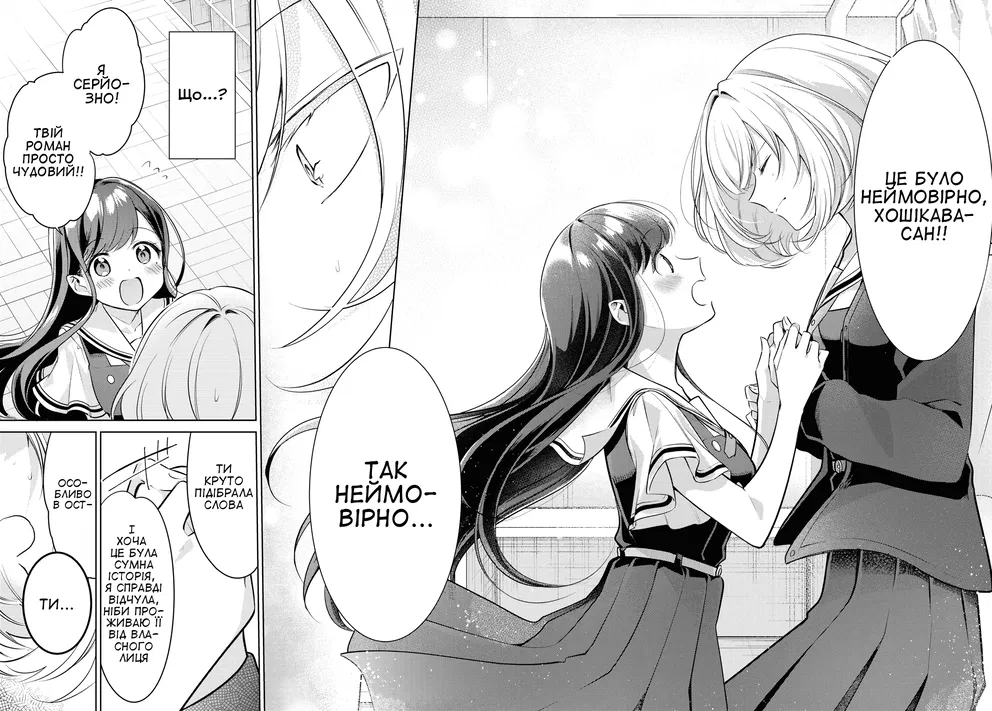 ЦЕ БУЛО
НЕЙМОВІРНО,
ХОШІКАВА-
САН!!
ТАК
НЕЙМО-
ВІРНО...
Що...?
Я
СЕРЙО-
ЗНО!
ТВІЙ
РОМАН
ПРОСТО
ЧУДОВИЙ!!
ТИ
КРУТО
ПІДІБРАЛА
СЛОВА
І
ХОЧА
ЦЕ БУЛА
СУМНА
ІСТОРІЯ,
Я СПРАВДІ
ВІДЧУЛА,
НІБИ ПРО-
ЖИВАЮ ЇЇ
ВІД ВЛА-
СНОГО
ЛИЦЯ
ОСО-
БЛИВО
В ОСТ-
ТИ...